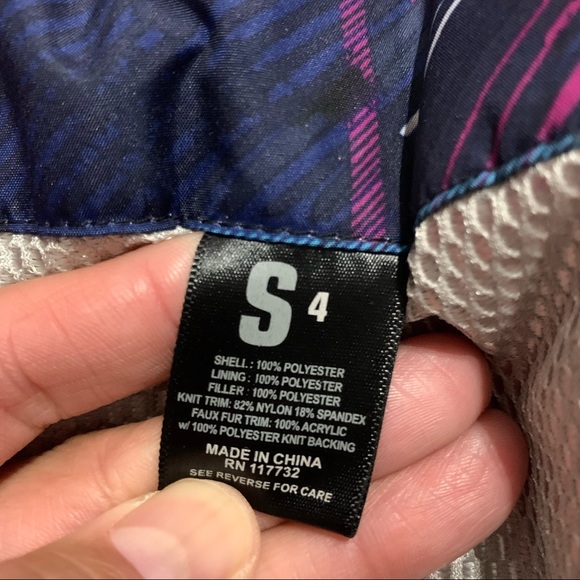 S 4
SHELL: 100% POLYESTER
LINING: 100% POLYESTER
FILLER: 100% POLYESTER
KNIT TRIM: 82% NYLON 18% SPANDEX
FAUX FUR TRIM: 100% ACRYLIC
w/ 100% POLYESTER KNIT BACKING
MADE IN CHINA
RN 117732
SEE REVERSE FOR CARE